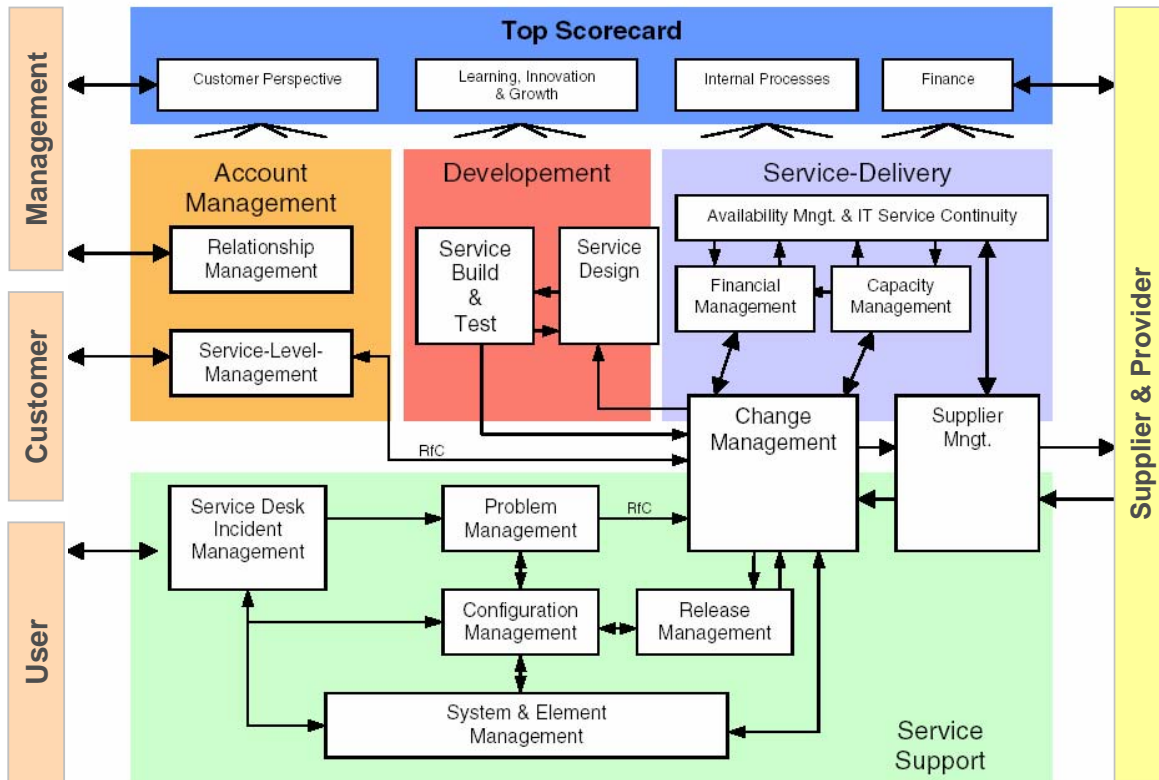 Management
Customer
User
Top Scorecard
Customer Perspective
Learning, Innovation
& Growth
Internal Processes
Finance
Account
Management
Relationship
Management
Service-Level-
Management
Developement
Service
Build
&
Test
Service
Design
Service-Delivery
Availability Mngt. & IT Service Continuity
Financial
Management
Capacity
Management
Change
Management
Supplier
Mngt.
RfC
Service Desk
Incident
Management
Problem
Management
RfC
Configuration
Management
Release
Management
System & Element
Management
Service
Support
Supplier & Provider